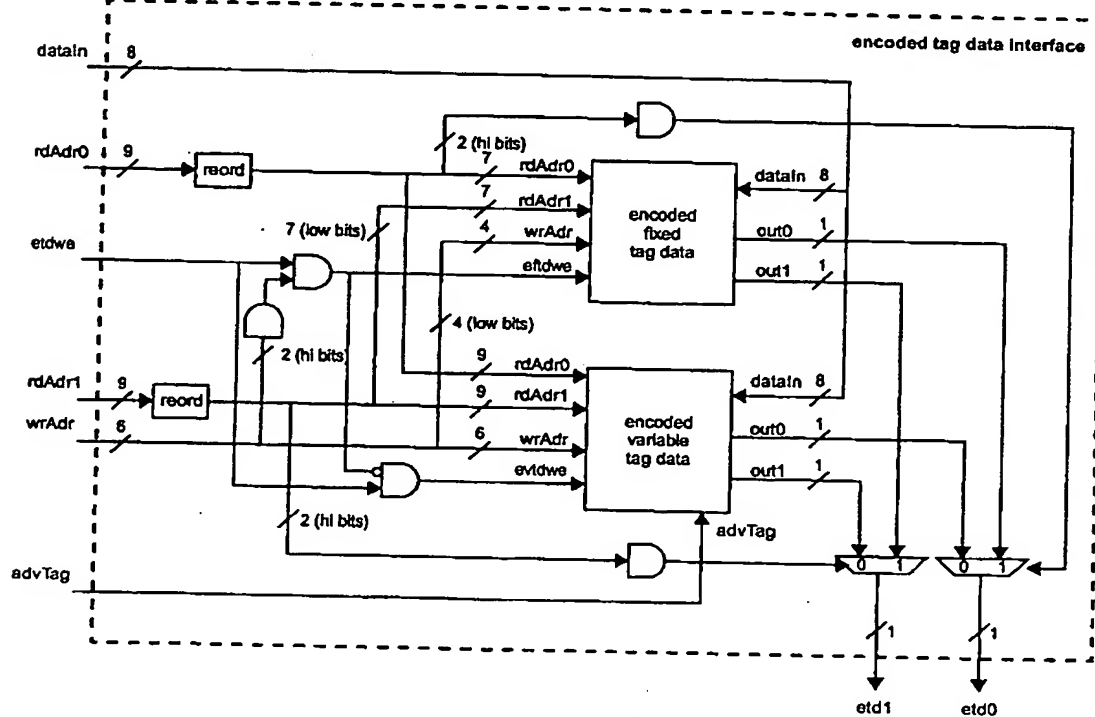 encoded tag data interface
dataIn 8
2 (hi bits)
rdAdr0 9
reord
7 rdAdr0
dataIn 8
7 rdAdr1
encoded
fixed
tag data
7 (low bits)
4 wrAdr
out0 1
etdwe
eftdwe
out1 1
4 (low bits)
2 (hi bits)
9 rdAdr0
rdAdr1 9
reord
9 rdAdr1
dataIn 8
wrAdr
6
6 wrAdr
encoded
variable
tag data
out0 1
evtdwe
out1 1
2 (hi bits)
advTag
advTag
0 1
0 1
1
1
etd1
etd0